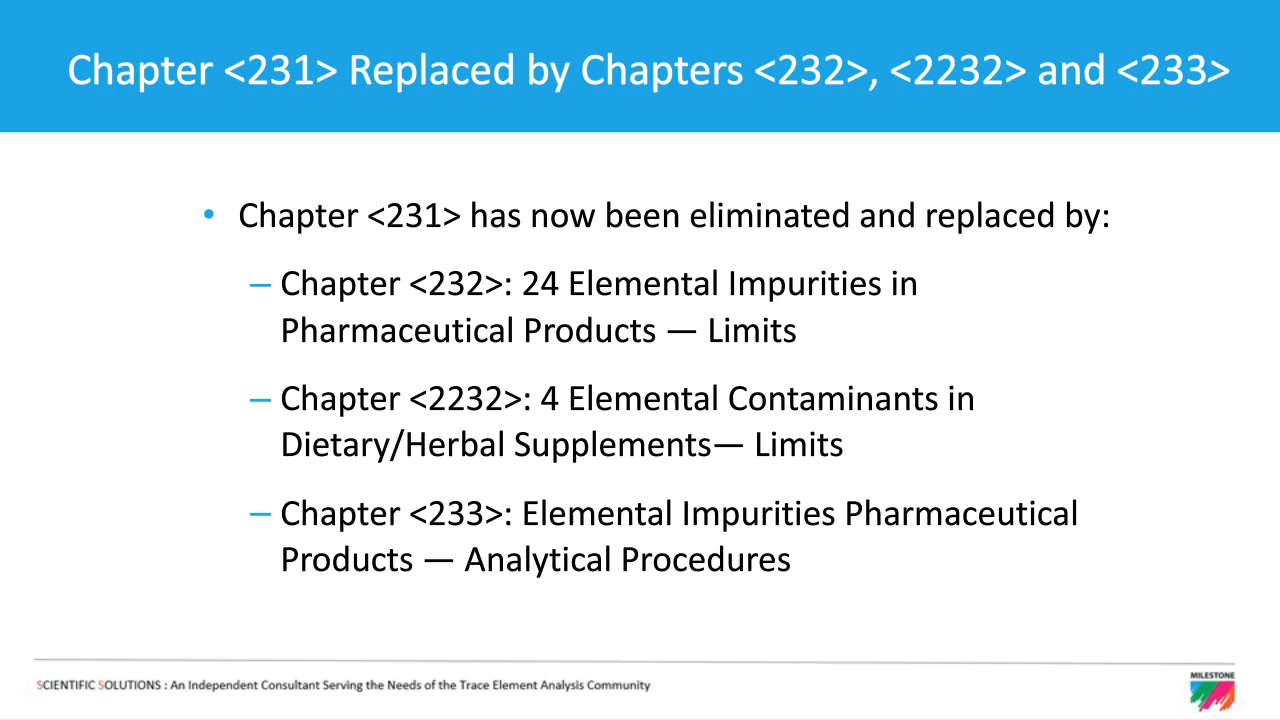 Chapter <231> Replaced by Chapters <232>, <2232> and <233>
• Chapter <231> has now been eliminated and replaced by:
– Chapter <232>: 24 Elemental Impurities in
Pharmaceutical Products — Limits
– Chapter <2232>: 4 Elemental Contaminants in
Dietary/Herbal Supplements— Limits
– Chapter <233>: Elemental Impurities Pharmaceutical
Products — Analytical Procedures
SCIENTIFIC SOLUTIONS : An Independent Consultant Serving the Needs of the Trace Element Analysis Community
MILESTONE